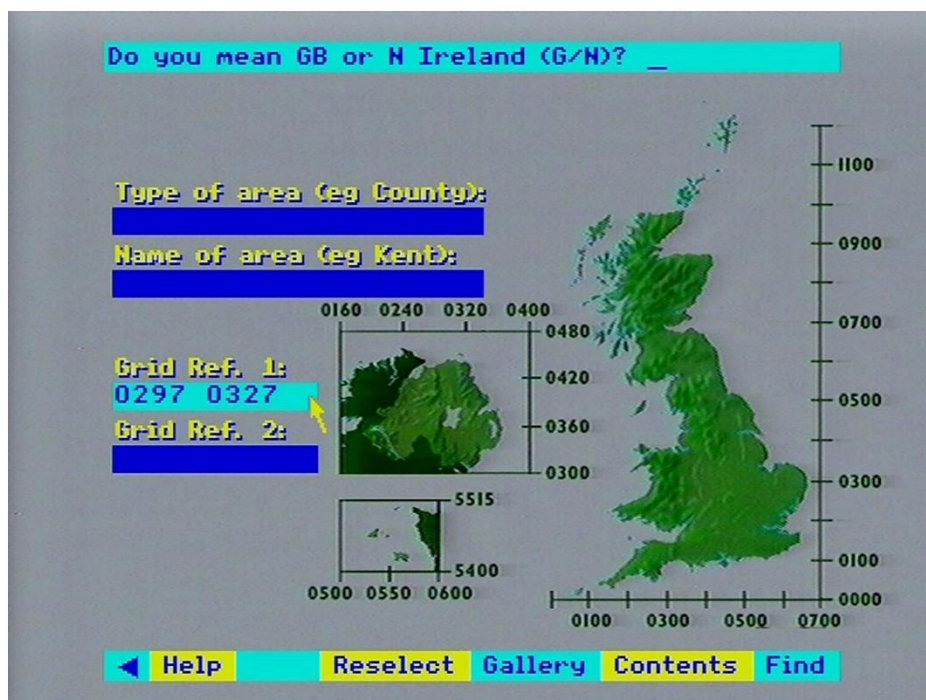 Do you mean GB or N Ireland (G/N)? _
Type of area (eg County):
Name of area (eg Kent):
Grid Ref. 1:
0297 0327
Grid Ref. 2:
0160 0240 0320 0400
0480
0420
0360
0300
5515
5400
0500 0550 0600
1100
0900
0700
0500
0300
0100
0000
0100 0300 0500 0700
Help Reselect Gallery Contents Find